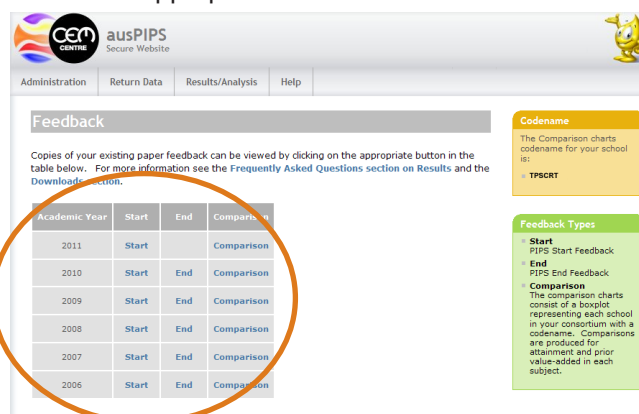 CEM
CENTRE
ausPIPS
Secure Website
Administration Return Data Results/Analysis Help
Feedback
Copies of your existing paper feedback can be viewed by clicking on the appropriate button in the
table below. For more information see the Frequently Asked Questions section on Results and the
Downloads section.
Academic Year Start End Comparison
2011 Start Comparison
2010 Start End Comparison
2009 Start End Comparison
2008 Start End Comparison
2007 Start End Comparison
2006 Start End Comparison
Codename
The Comparison charts
codename for your school
is:
TPSCRT
Feedback Types
Start
PIPS Start Feedback
End
PIPS End Feedback
Comparison
The comparison charts
consist of a boxplot
representing each school
in your consortium with a
codename. Comparisons
are produced for
attainment and prior
value-added in each
subject.